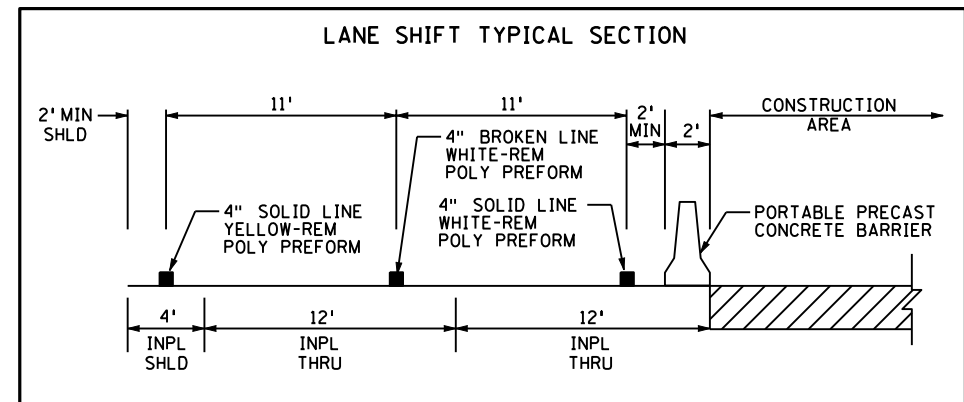 LANE SHIFT TYPICAL SECTION
2' MIN
SHLD
11'
11'
2'
MIN
2'
CONSTRUCTION
AREA
4" BROKEN LINE
WHITE-REM
POLY PREFORM
4" SOLID LINE
YELLOW-REM
POLY PREFORM
4" SOLID LINE
WHITE-REM
POLY PREFORM
PORTABLE PRECAST
CONCRETE BARRIER
4'
INPL
SHLD
12'
INPL
THRU
12'
INPL
THRU